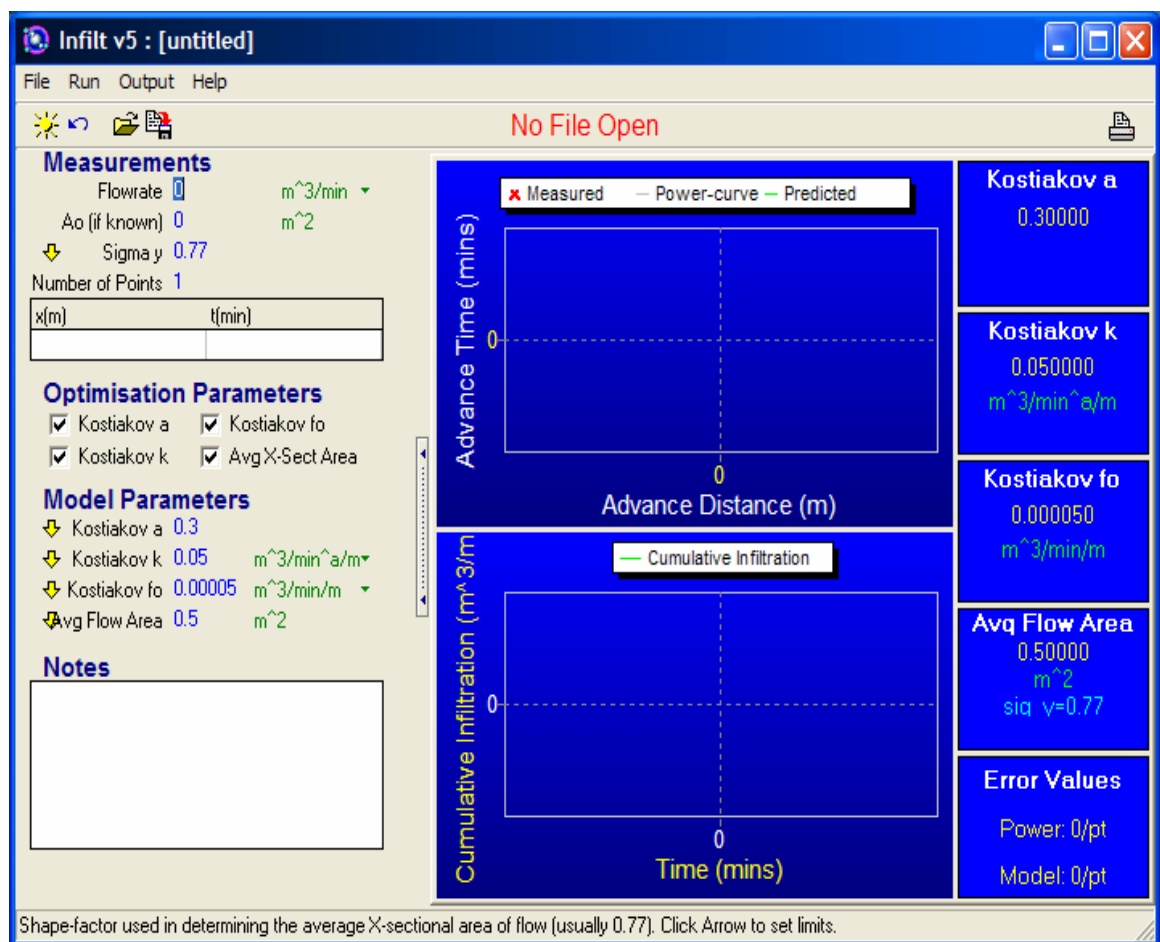 Infilt v5 : [untitled]
File Run Output Help
No File Open
Measurements
Flowrate 0 m^3/min
Ao (if known) 0 m^2
Sigma y 0.77
Number of Points 1
x(m) t(min)
Optimisation Parameters
Kostiakov a Kostiakov fo
Kostiakov k Avg X-Sect Area
Model Parameters
Kostiakov a 0.3
Kostiakov k 0.05 m^3/min^a/m
Kostiakov fo 0.00005 m^3/min/m
Avg Flow Area 0.5 m^2
Notes
Measured Power-curve Predicted
Advance Time (mins)
0
0
Advance Distance (m)
Cumulative Infiltration
Cumulative Infiltration (m^3/m
0
0
Time (mins)
Kostiakov a
0.30000
Kostiakov k
0.050000
m^3/min^a/m
Kostiakov fo
0.000050
m^3/min/m
Avg Flow Area
0.50000
m^2
sig_y=0.77
Error Values
Power: 0/pt
Model: 0/pt
Shape-factor used in determining the average X-sectional area of flow (usually 0.77). Click Arrow to set limits.